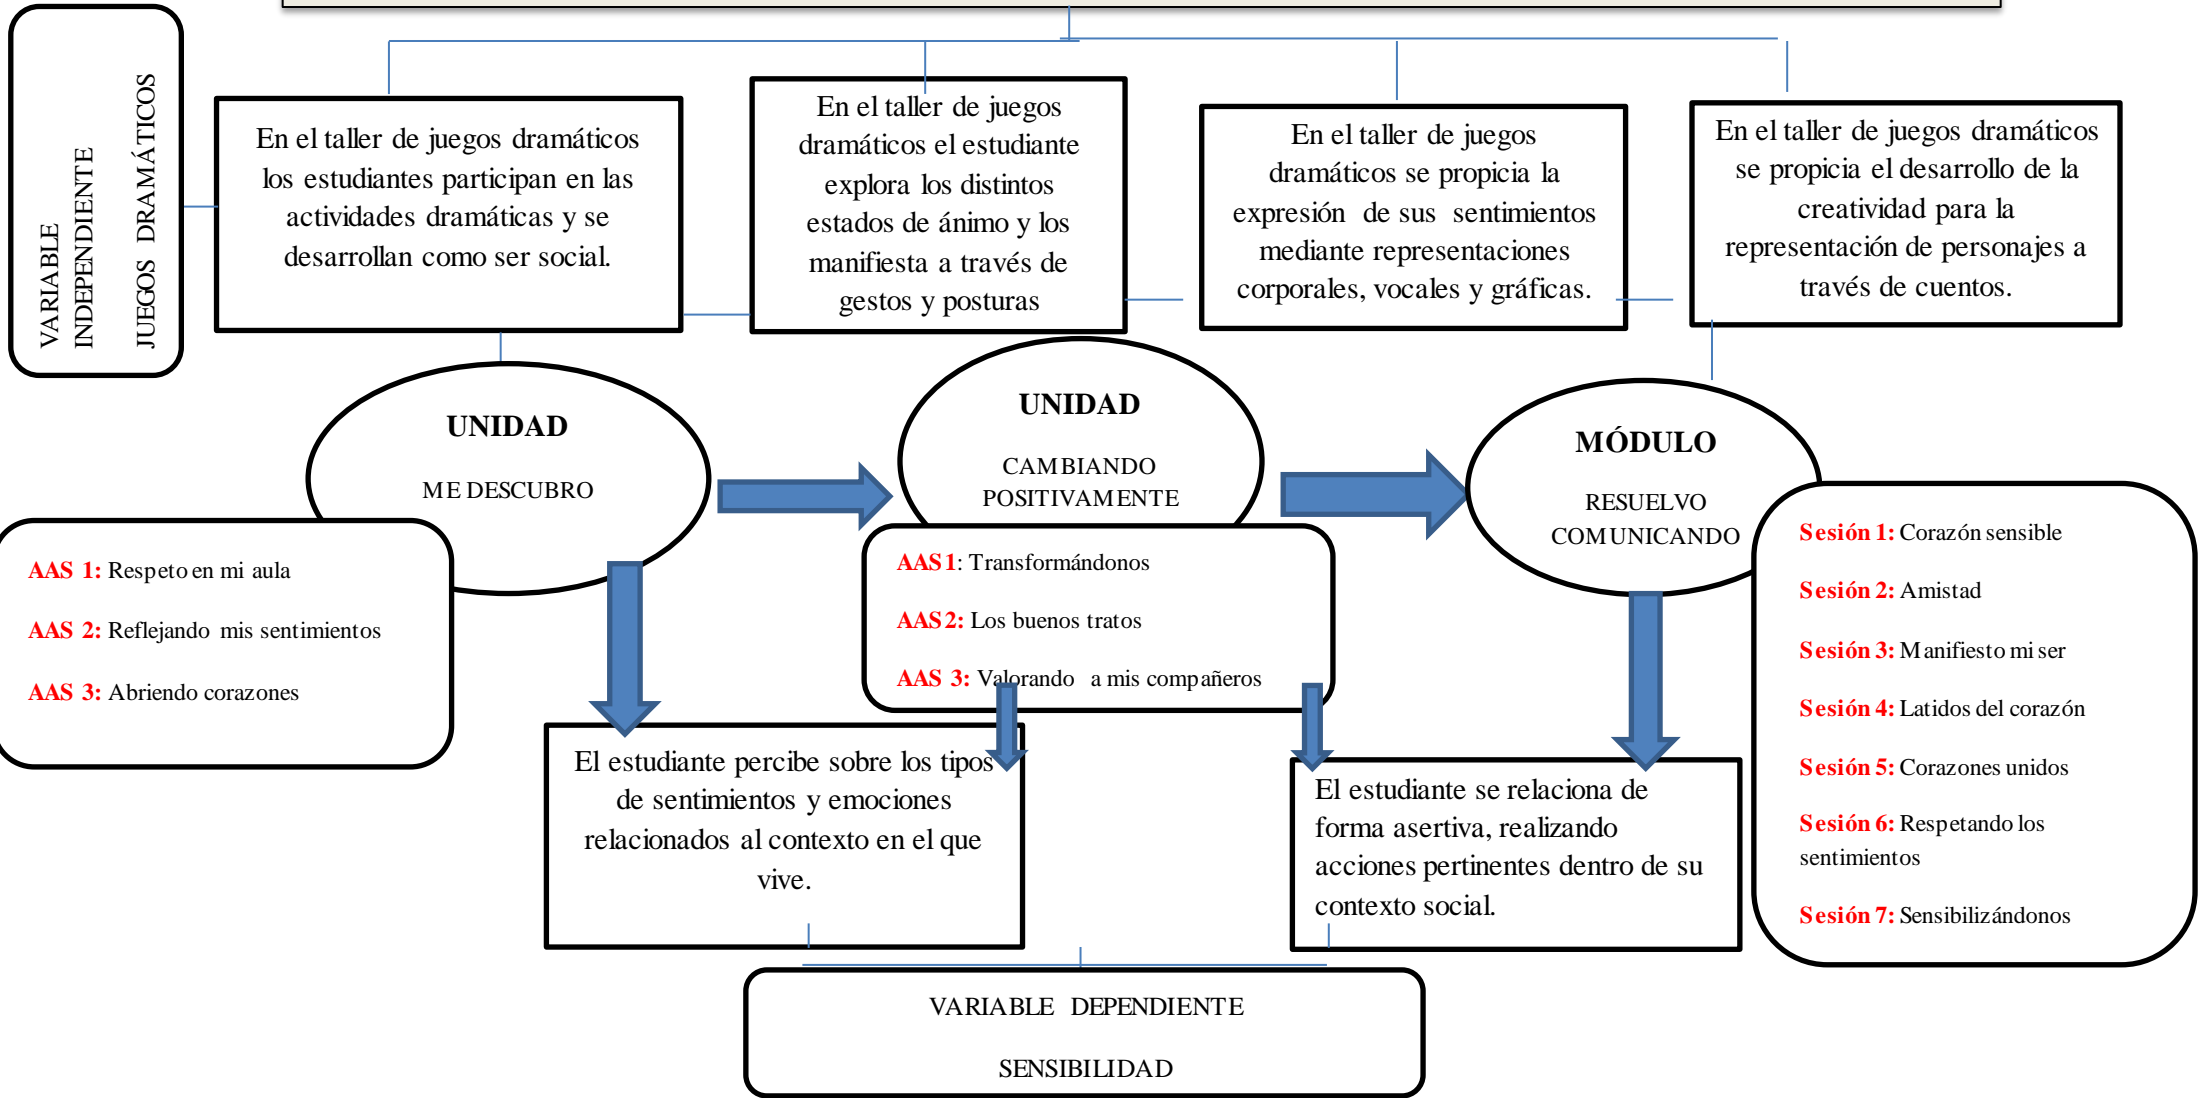 VARIABLE
INDEPENDIENTE
JUEGOS DRAMÁTICOS
En el taller de juegos dramáticos
los estudiantes participan en las
actividades dramáticas y se
desarrollan como ser social.
En el taller de juegos
dramáticos el estudiante
explora los distintos
estados de ánimo y los
manifiesta a través de
gestos y posturas
En el taller de juegos
dramáticos se propicia la
expresión de sus sentimientos
mediante representaciones
corporales, vocales y gráficas.
En el taller de juegos dramáticos
se propicia el desarrollo de la
creatividad para la
representación de personajes a
través de cuentos.
UNIDAD
ME DESCUBRO
UNIDAD
CAMBIANDO
POSITIVAMENTE
MÓDULO
RESUELVO
COMUNICANDO
AAS 1: Respeto en mi aula
AAS 2: Reflejando mis sentimientos
AAS 3: Abriendo corazones
AAS1: Transformándonos
AAS2: Los buenos tratos
AAS 3: Valorando a mis compañeros
Sesión 1: Corazón sensible
Sesión 2: Amistad
Sesión 3: Manifiesto mi ser
Sesión 4: Latidos del corazón
Sesión 5: Corazones unidos
Sesión 6: Respetando los
sentimientos
Sesión 7: Sensibilizándonos
El estudiante percibe sobre los tipos
de sentimientos y emociones
relacionados al contexto en el que
vive.
El estudiante se relaciona de
forma asertiva, realizando
acciones pertinentes dentro de su
contexto social.
VARIABLE DEPENDIENTE
SENSIBILIDAD